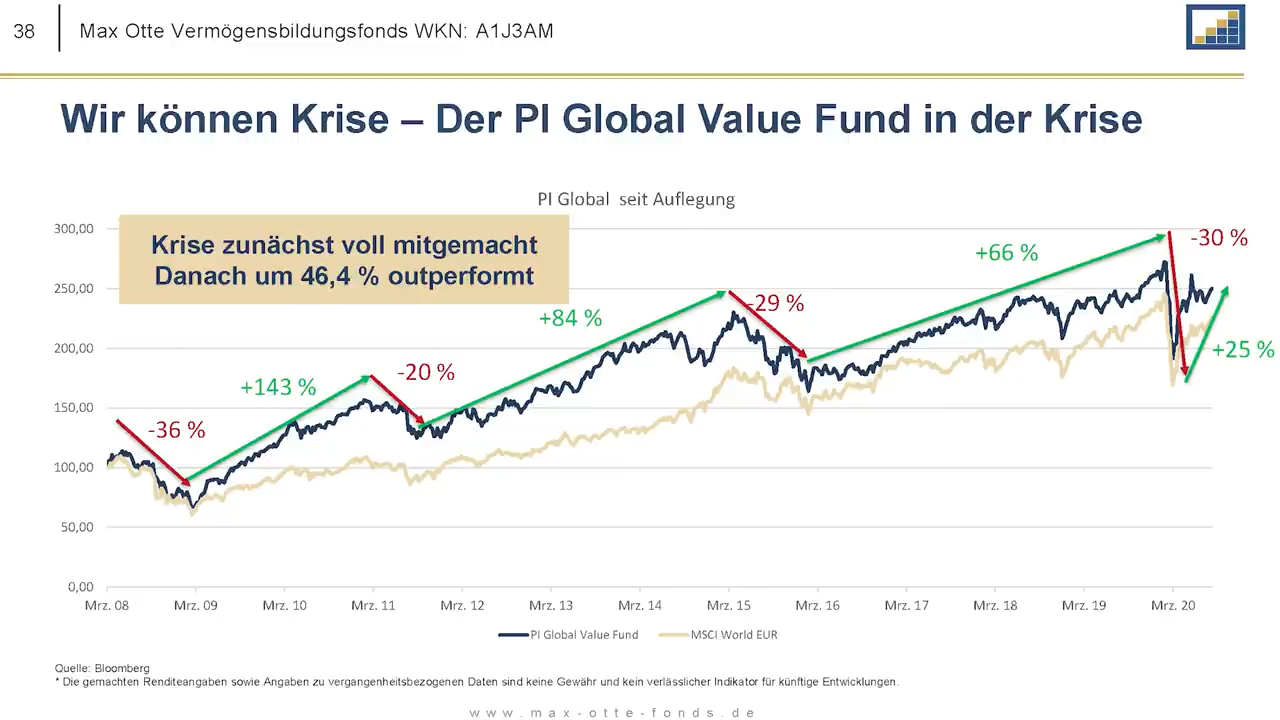 38
Max Otte Vermögensbildungsfonds WKN: A1J3AM
Wir können Krise – Der PI Global Value Fund in der Krise
PI Global seit Auflegung
Krise zunächst voll mitgemacht
Danach um 46,4 % outperformt
300,00
250,00
200,00
150,00
100,00
50,00
0,00
-36 %
+143 %
-20 %
+84 %
-29 %
+66 %
-30 %
+25 %
Mrz. 08 Mrz. 09 Mrz. 10 Mrz. 11 Mrz. 12 Mrz. 13 Mrz. 14 Mrz. 15 Mrz. 16 Mrz. 17 Mrz. 18 Mrz. 19 Mrz. 20
PI Global Value Fund MSCI World EUR
Quelle: Bloomberg
* Die gemachten Renditeangaben sowie Angaben zu vergangenheitsbezogenen Daten sind keine Gewähr und kein verlässlicher Indikator für künftige Entwicklungen.
www.max-otte-fonds.de